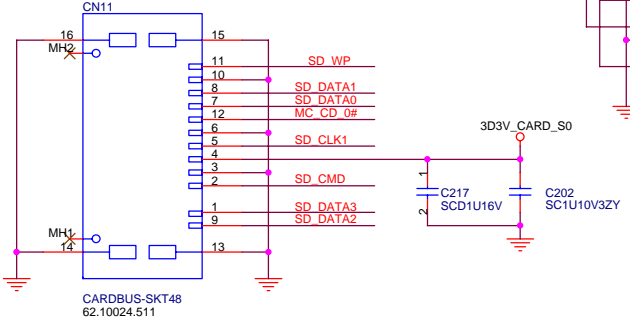 CN11
16
15
MH2
11
SD_WP
10
8
SD_DATA1
7
SD_DATA0
12
MC_CD_0#
6
5
SD_CLK1
3D3V_CARD_S0
4
3
2
SD_CMD
1
C217
C202
SCD1U16V
SC1U10V3ZY
2
1
SD_DATA3
9
SD_DATA2
MH1
14
13
CARDBUS-SKT48
62.10024.511